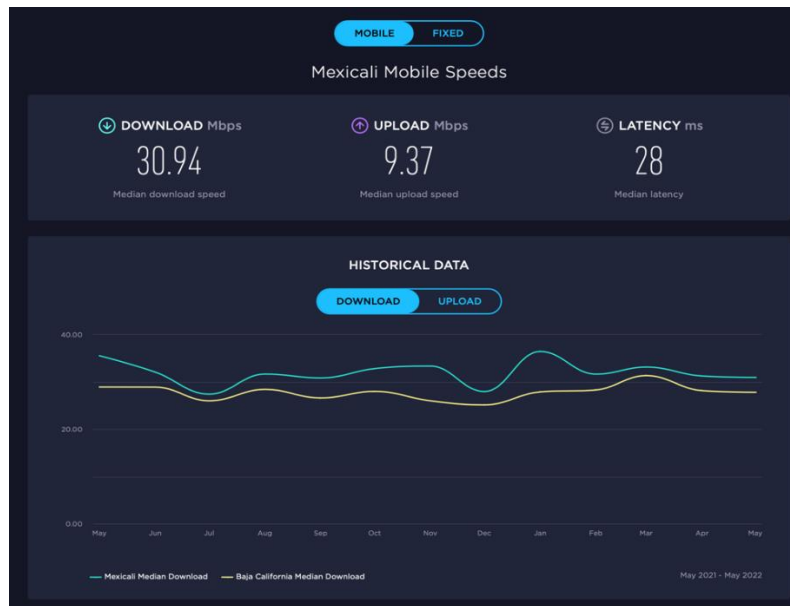 MOBILE FIXED
Mexicali Mobile Speeds
DOWNLOAD Mbps UPLOAD Mbps LATENCY ms
30.94 9.37 28
Median download speed Median upload speed Median latency
HISTORICAL DATA
DOWNLOAD UPLOAD
40.00
20.00
0.00
May Jun Jul Aug Sep Oct Nov Dec Jan Feb Mar Apr May
Mexicali Median Download Baja California Median Download May 2021 - May 2022